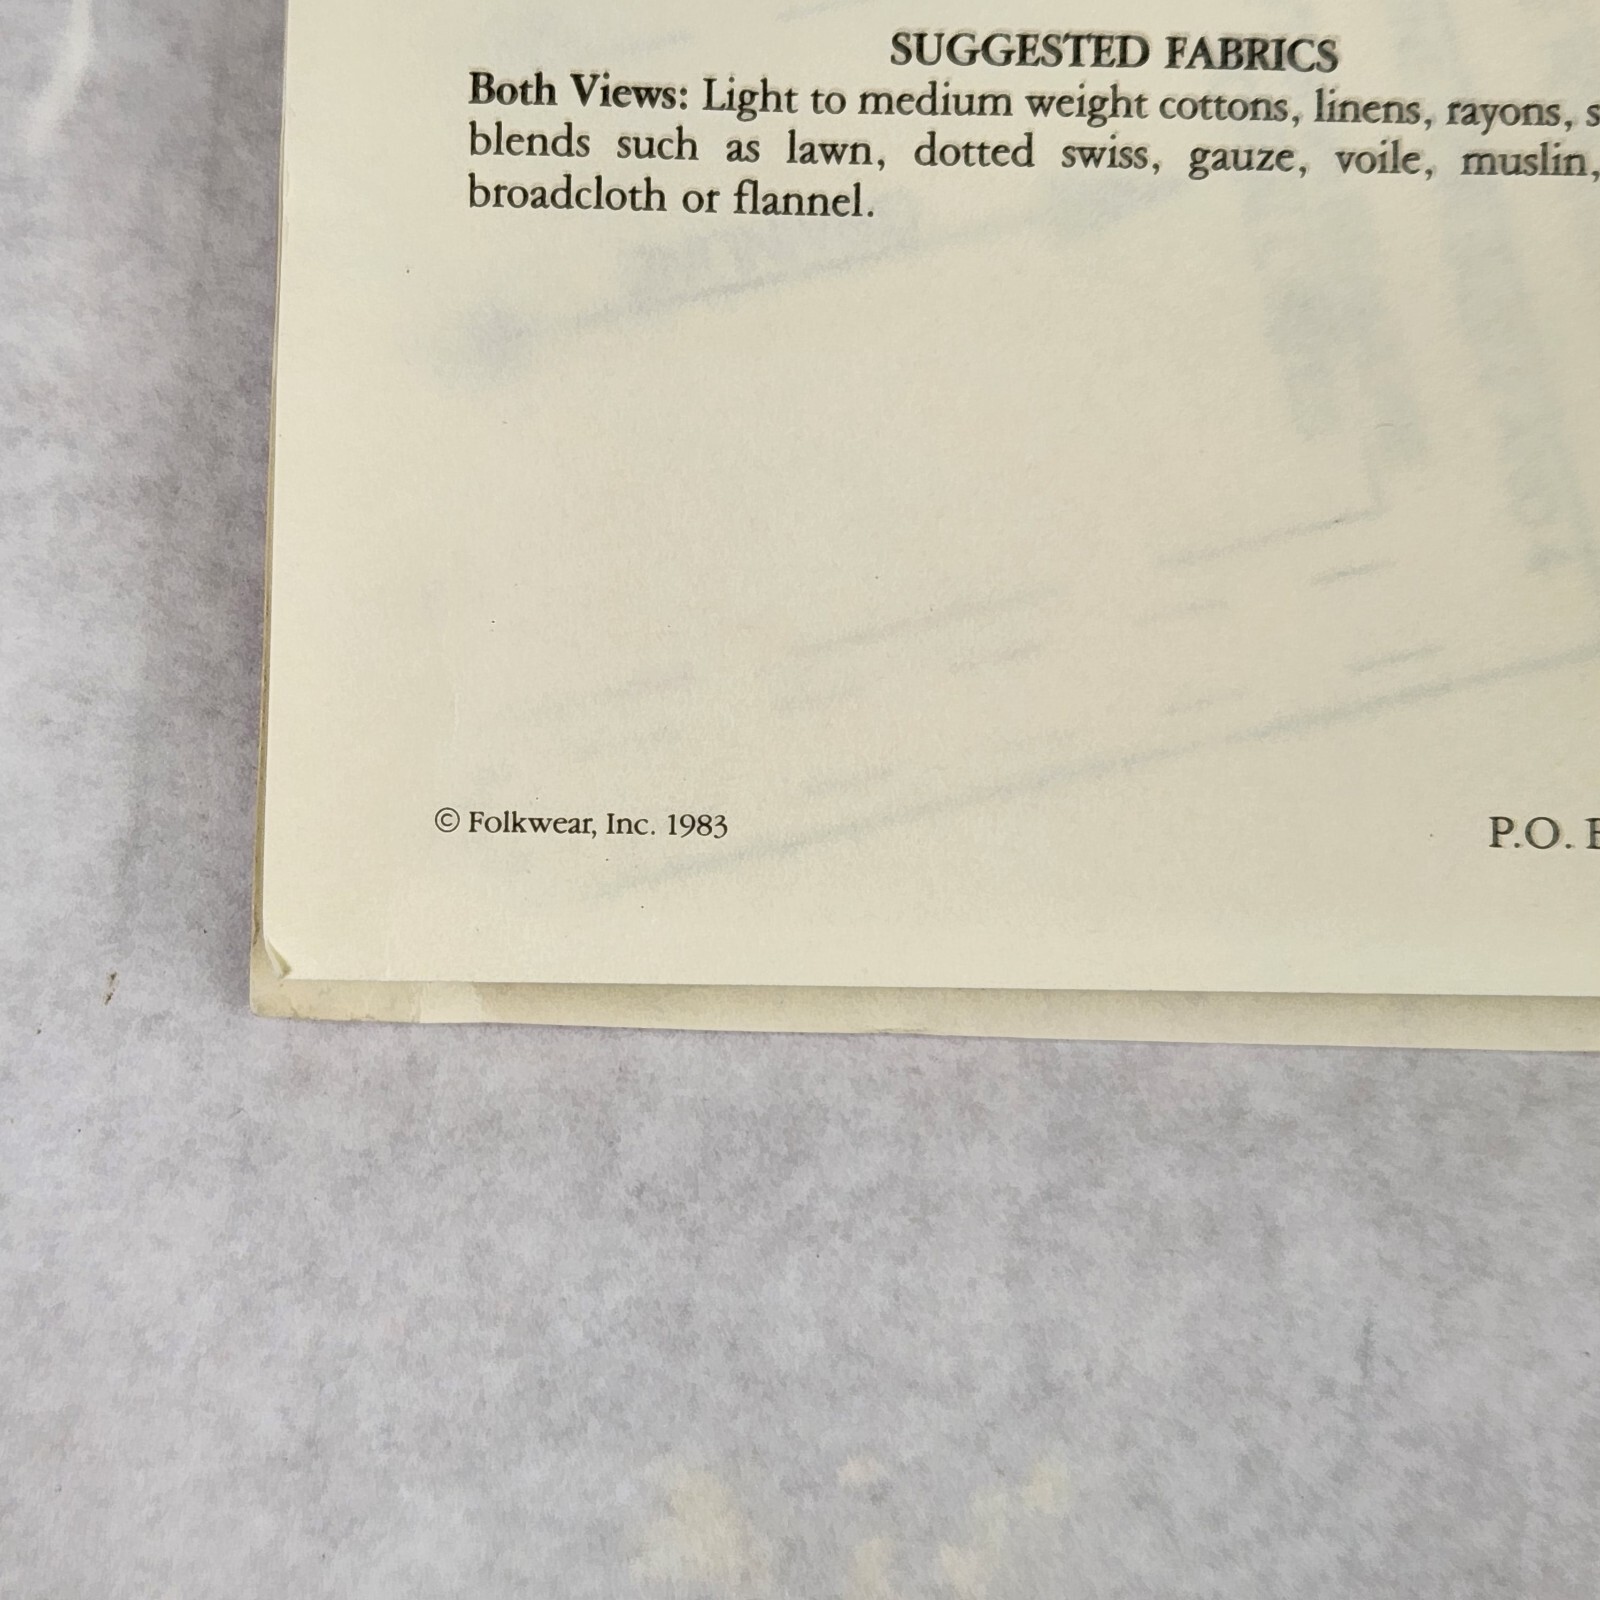 SUGGESTED FABRICS
Both Views: Light to medium weight cottons, linens, rayons,
blends such as lawn, dotted swiss, gauze, voile, muslin,
broadcloth or flannel.
© Folkwear, Inc. 1983
P.O.